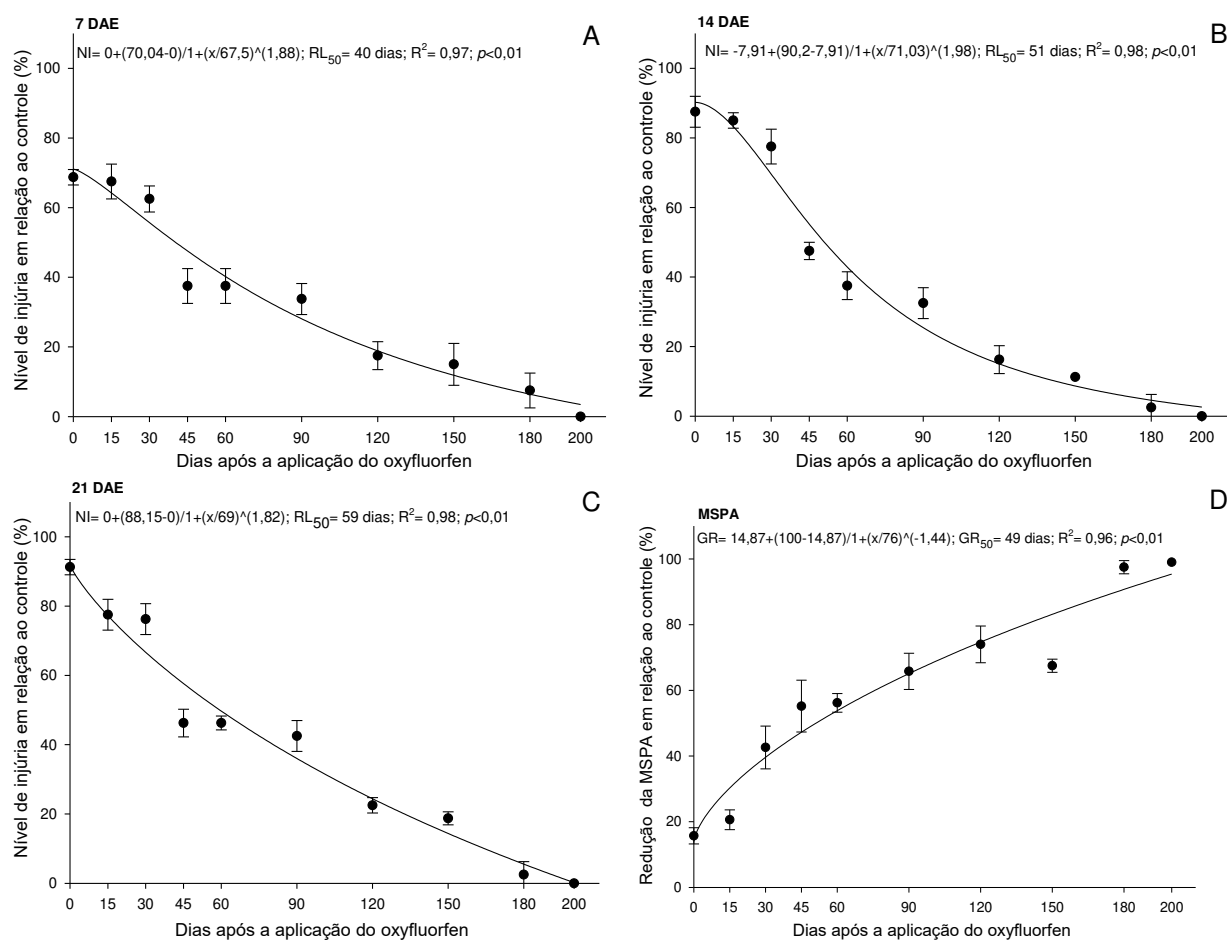 7 DAE
A
NI= 0+(70,04-0)/1+(x/67,5)^(1,88); RL50= 40 dias; R2= 0,97; p<0,01
Nível de injúria em relação ao controle (%)
100
80
60
40
20
0
0 15 30 45 60 90 120 150 180 200
Dias após a aplicação do oxyfluorfen
14 DAE
B
NI= -7,91+(90,2-7,91)/1+(x/71,03)^(1,98); RL50= 51 dias; R2= 0,98; p<0,01
Nível de injúria em relação ao controle (%)
100
80
60
40
20
0
0 15 30 45 60 90 120 150 180 200
Dias após a aplicação do oxyfluorfen
21 DAE
C
NI= 0+(88,15-0)/1+(x/69)^(1,82); RL50= 59 dias; R2= 0,98; p<0,01
Nível de injúria em relação ao controle (%)
100
80
60
40
20
0
0 15 30 45 60 90 120 150 180 200
Dias após a aplicação do oxyfluorfen
MSPA
D
GR= 14,87+(100-14,87)/1+(x/76)^(-1,44); GR50= 49 dias; R2= 0,96; p<0,01
Redução da MSPA em relação ao controle (%)
100
80
60
40
20
0
0 15 30 45 60 90 120 150 180 200
Dias após a aplicação do oxyfluorfen